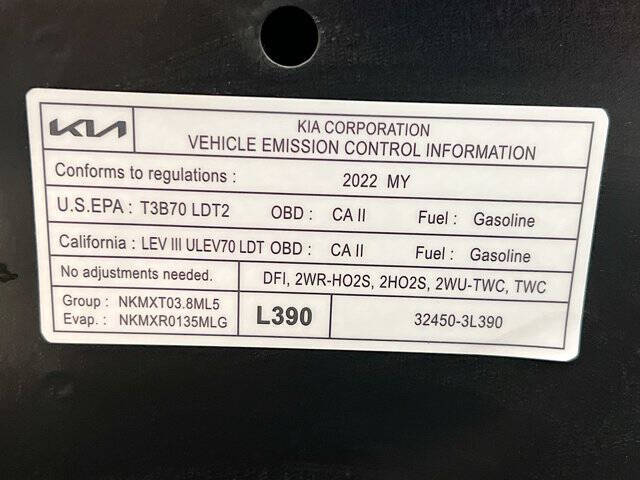 KIA
KIA CORPORATION
VEHICLE EMISSION CONTROL INFORMATION
Conforms to regulations : 2022 MY
U.S.EPA : T3B70 LDT2 OBD : CA II Fuel : Gasoline
California : LEV III ULEV70 LDT OBD : CA II Fuel : Gasoline
No adjustments needed. DFI, 2WR-HO2S, 2HO2S, 2WU-TWC, TWC
Group : NKMXT03.8ML5
Evap. : NKMXR0135MLG
L390
32450-3L390